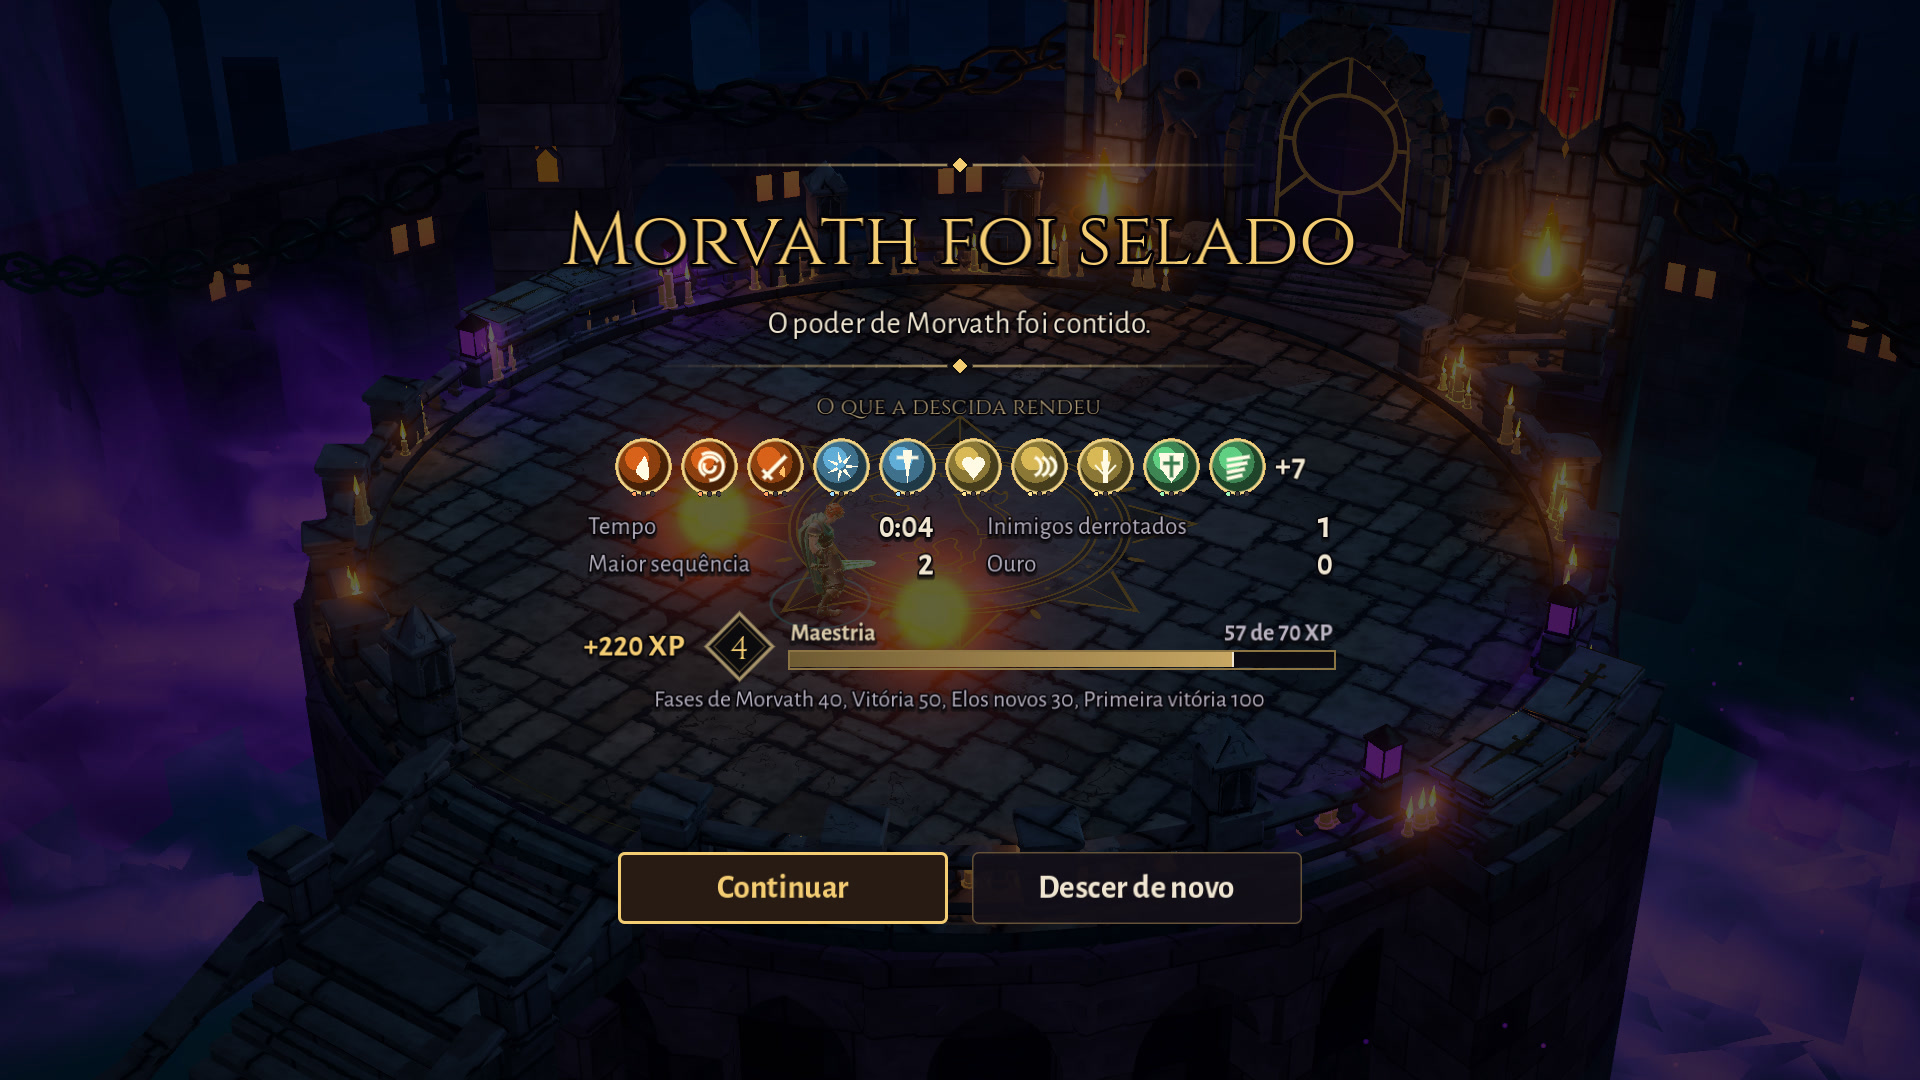 Morvath foi selado
O poder de Morvath foi contido.
O que a descida rendeu
+7
Tempo 0:04 Inimigos derrotados 1
Maior sequência 2 Ouro 0
+220 XP 4 Maestria 57 de 70 XP
Fases de Morvath 40, Vitória 50, Elos novos 30, Primeira vitória 100
Continuar Descer de novo